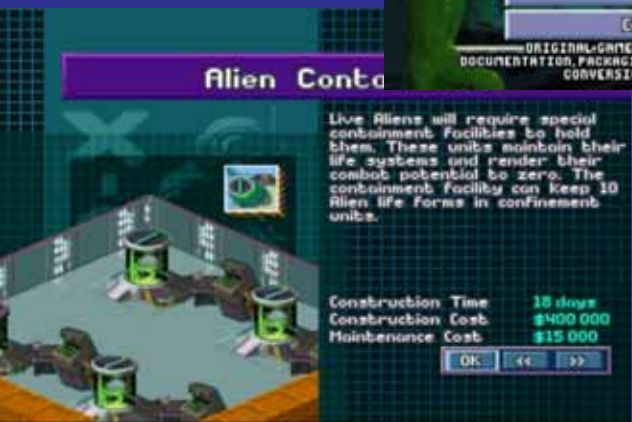 ORIGINAL GAME
DOCUMENTATION, PACKAGI
CONVERSI
Alien Conta
Live Aliens will require special
containment facilities to hold
them. These units maintain their
life systems and render their
combat potential to zero. The
containment facility can keep 10
Alien life forms in confinement
units.
Construction Time 18 days
Construction Cost $400 000
Maintenance Cost $15 000
OK << >>